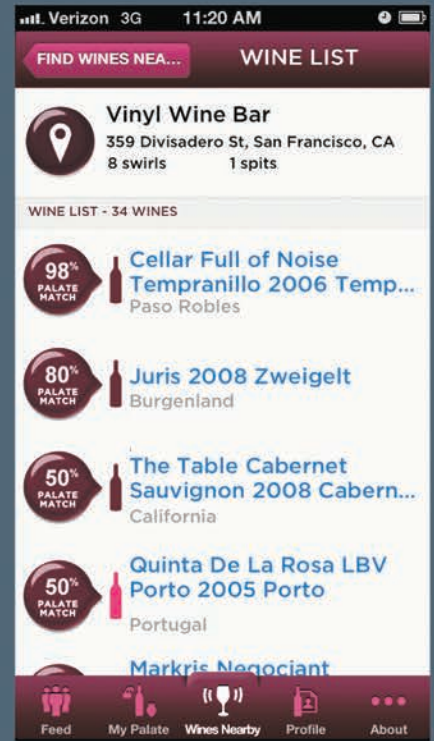 Verizon 3G 11:20 AM
FIND WINES NEA... WINE LIST
Vinyl Wine Bar
359 Divisadero St, San Francisco, CA
8 swirls 1 spits
WINE LIST - 34 WINES
98%
PALATE
MATCH
Cellar Full of Noise
Tempranillo 2006 Temp...
Paso Robles
80%
PALATE
MATCH
Juris 2008 Zweigelt
Burgenland
50%
PALATE
MATCH
The Table Cabernet
Sauvignon 2008 Cabern...
California
50%
PALATE
MATCH
Quinta De La Rosa LBV
Porto 2005 Porto
Portugal
Markris Negociant
Feed My Palate Wines Nearby Profile About